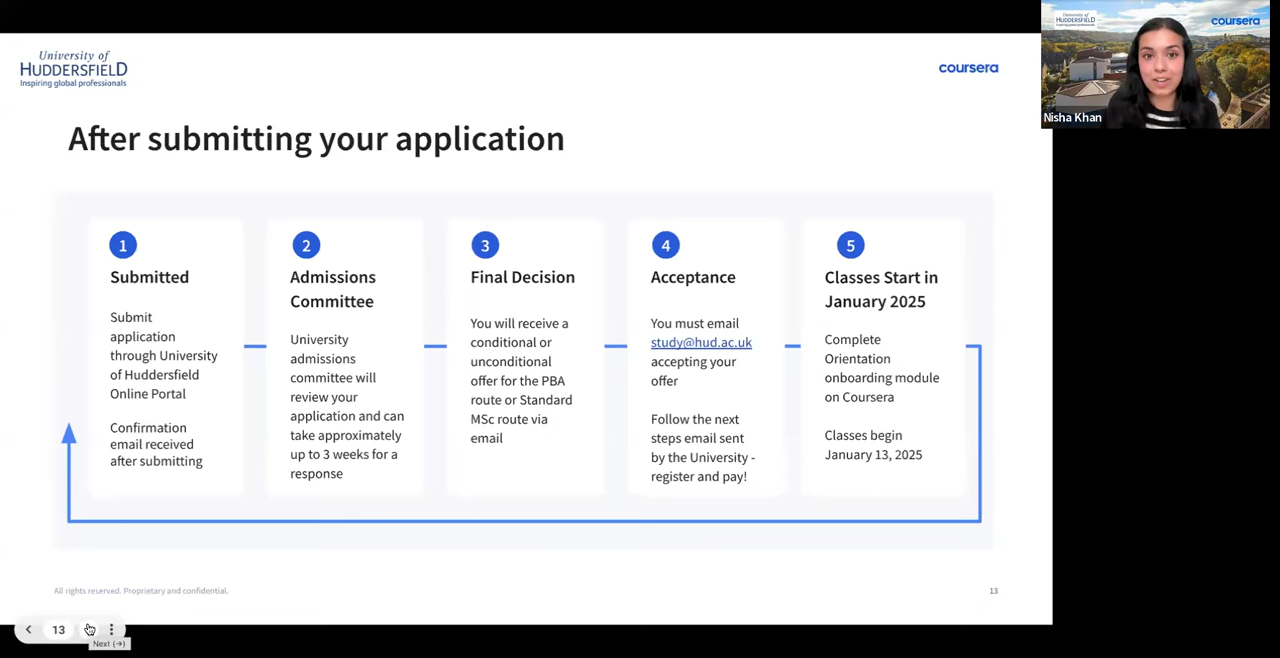 University of
HUDDERSFIELD
Inspiring global professionals
coursera
University of
HUDDERSFIELD
Inspiring global professionals
coursera
Nisha Khan
After submitting your application
1
Submitted
Submit
application
through University
of Huddersfield
Online Portal
Confirmation
email received
after submitting
2
Admissions
Committee
University
admissions
committee will
review your
application and can
take approximately
up to 3 weeks for a
response
3
Final Decision
You will receive a
conditional or
unconditional
offer for the PBA
route or Standard
MSc route via
email
4
Acceptance
You must email
study@hud.ac.uk
accepting your
offer
Follow the next
steps email sent
by the University -
register and pay!
5
Classes Start in
January 2025
Complete
Orientation
onboarding module
on Coursera
Classes begin
January 13, 2025
All rights reserved. Proprietary and confidential.
13
13
Next (→)